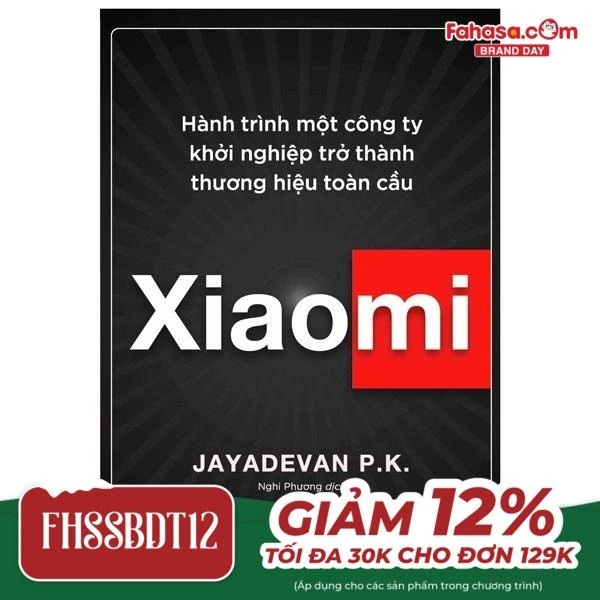 Fahasa.com
BRAND DAY
Hành trình một công ty
khởi nghiệp trở thành
thương hiệu toàn cầu
Xiaomi
JAYADEVAN P.K.
Nghi Phương dịc
FHSSBDT12
GIẢM 12%
TỐI ĐA 30K CHO ĐƠN 129K
(Áp dụng cho các sản phẩm trong chương trình)